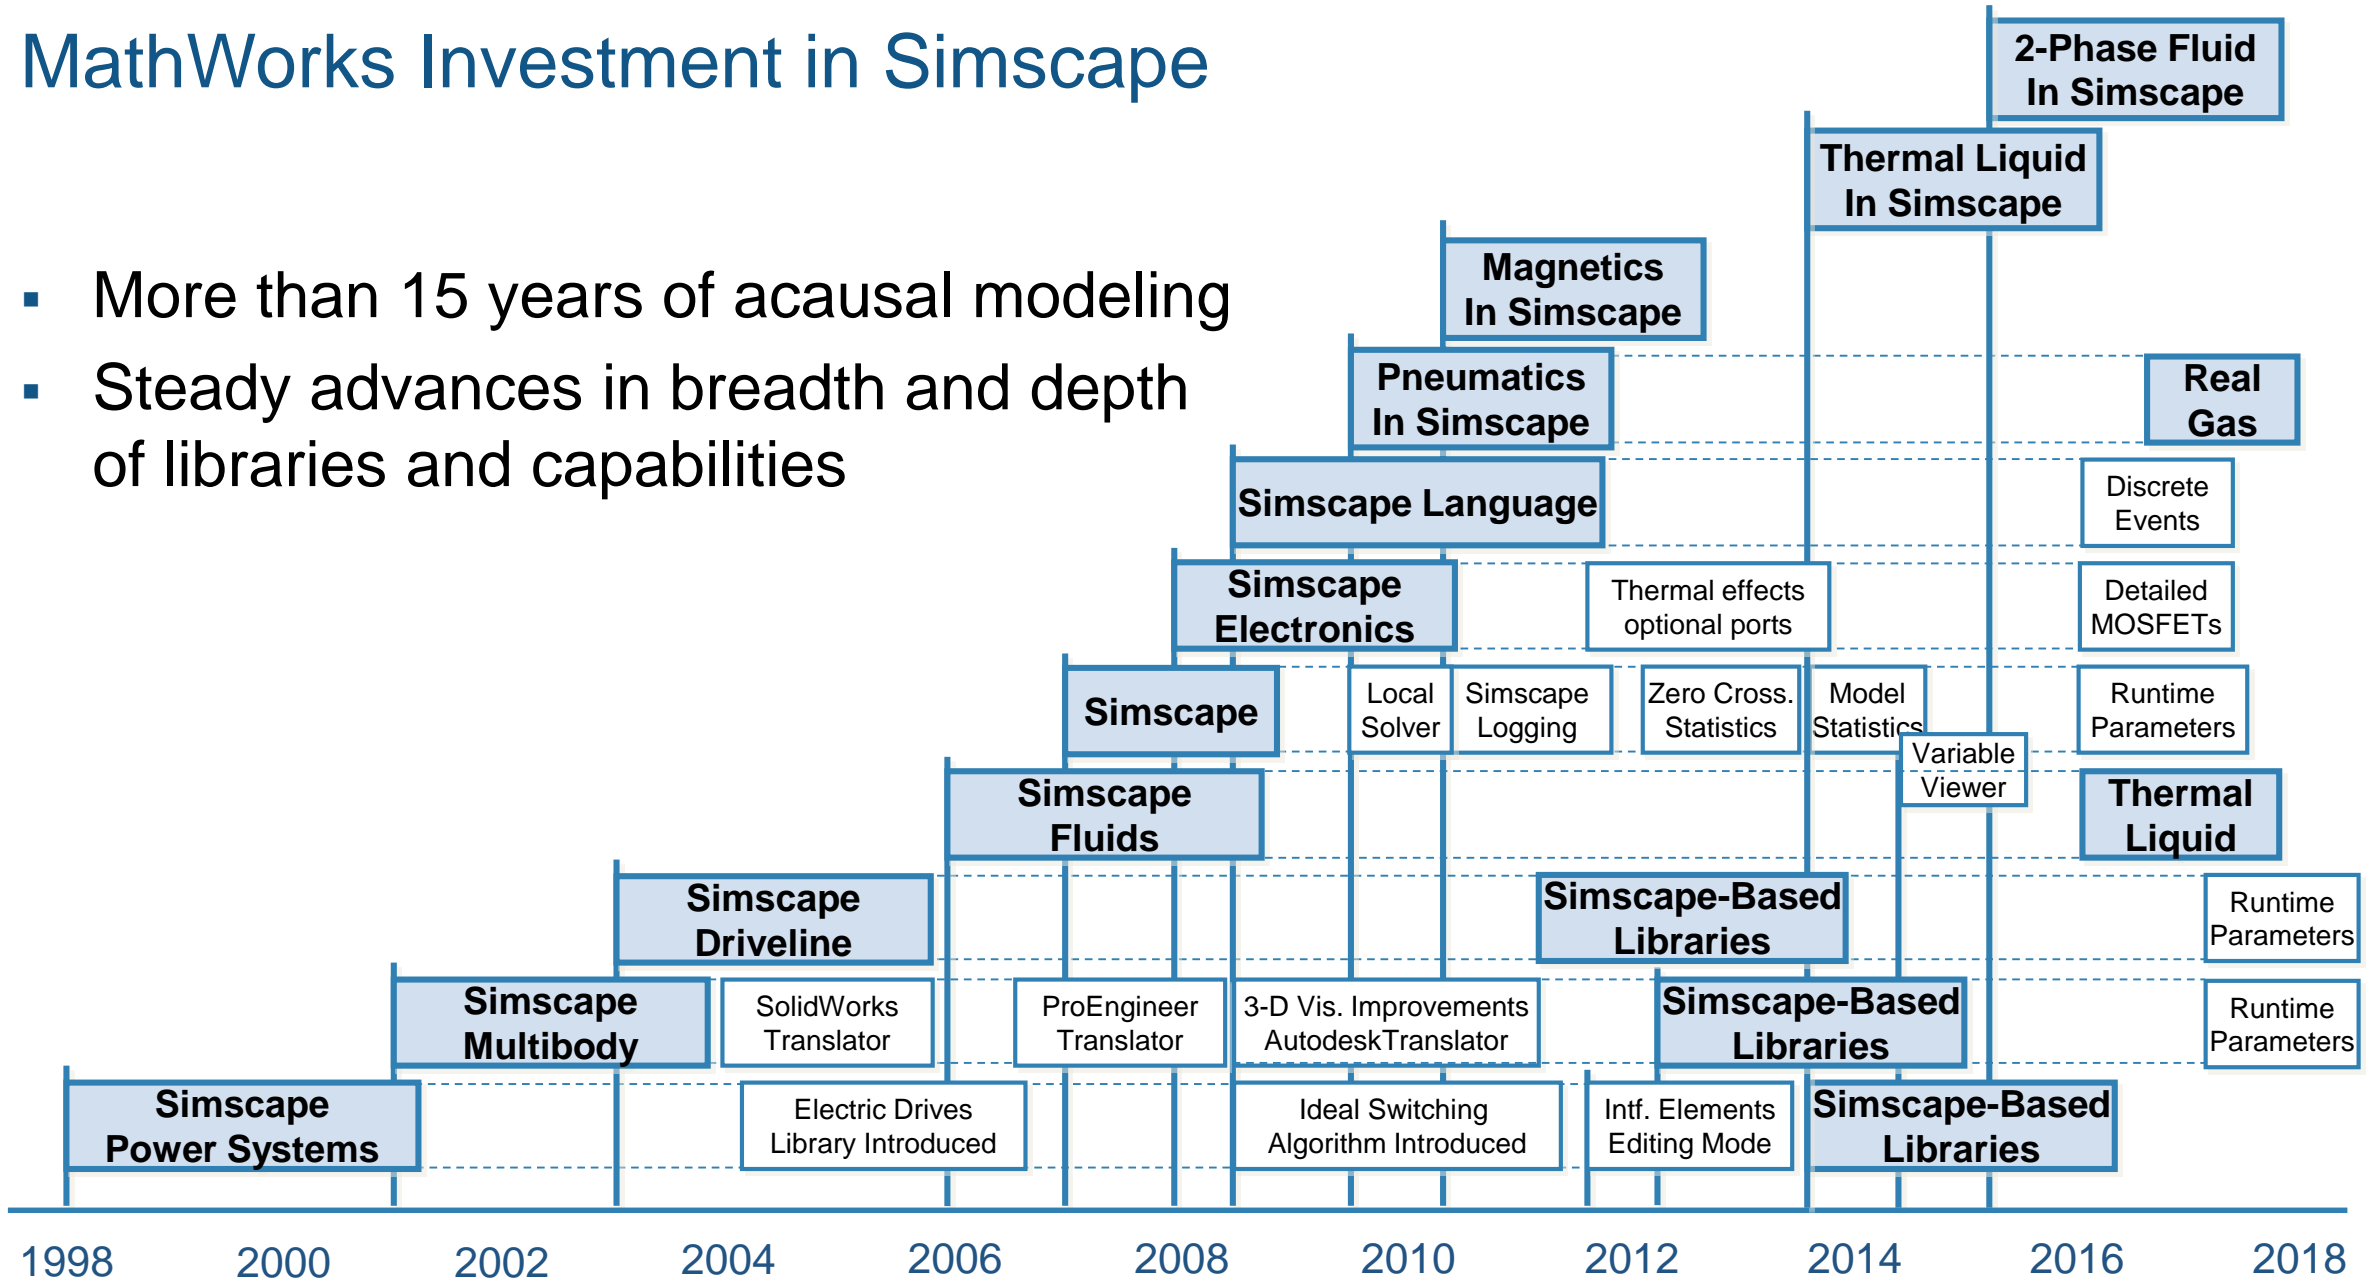 MathWorks Investment in Simscape
▪ More than 15 years of acausal modeling
▪ Steady advances in breadth and depth
of libraries and capabilities
2-Phase Fluid
In Simscape
Thermal Liquid
In Simscape
Magnetics
In Simscape
Pneumatics
In Simscape
Real
Gas
Simscape Language
Discrete
Events
Simscape
Electronics
Thermal effects
optional ports
Detailed
MOSFETs
Simscape
Local
Solver
Simscape
Logging
Zero Cross.
Statistics
Model
Statistics
Runtime
Parameters
Variable
Viewer
Simscape
Fluids
Thermal
Liquid
Simscape
Driveline
Simscape-Based
Libraries
Runtime
Parameters
Simscape
Multibody
SolidWorks
Translator
ProEngineer
Translator
3-D Vis. Improvements
AutodeskTranslator
Simscape-Based
Libraries
Runtime
Parameters
Simscape
Power Systems
Electric Drives
Library Introduced
Ideal Switching
Algorithm Introduced
Intf. Elements
Editing Mode
Simscape-Based
Libraries
1998 2000 2002 2004 2006 2008 2010 2012 2014 2016 2018